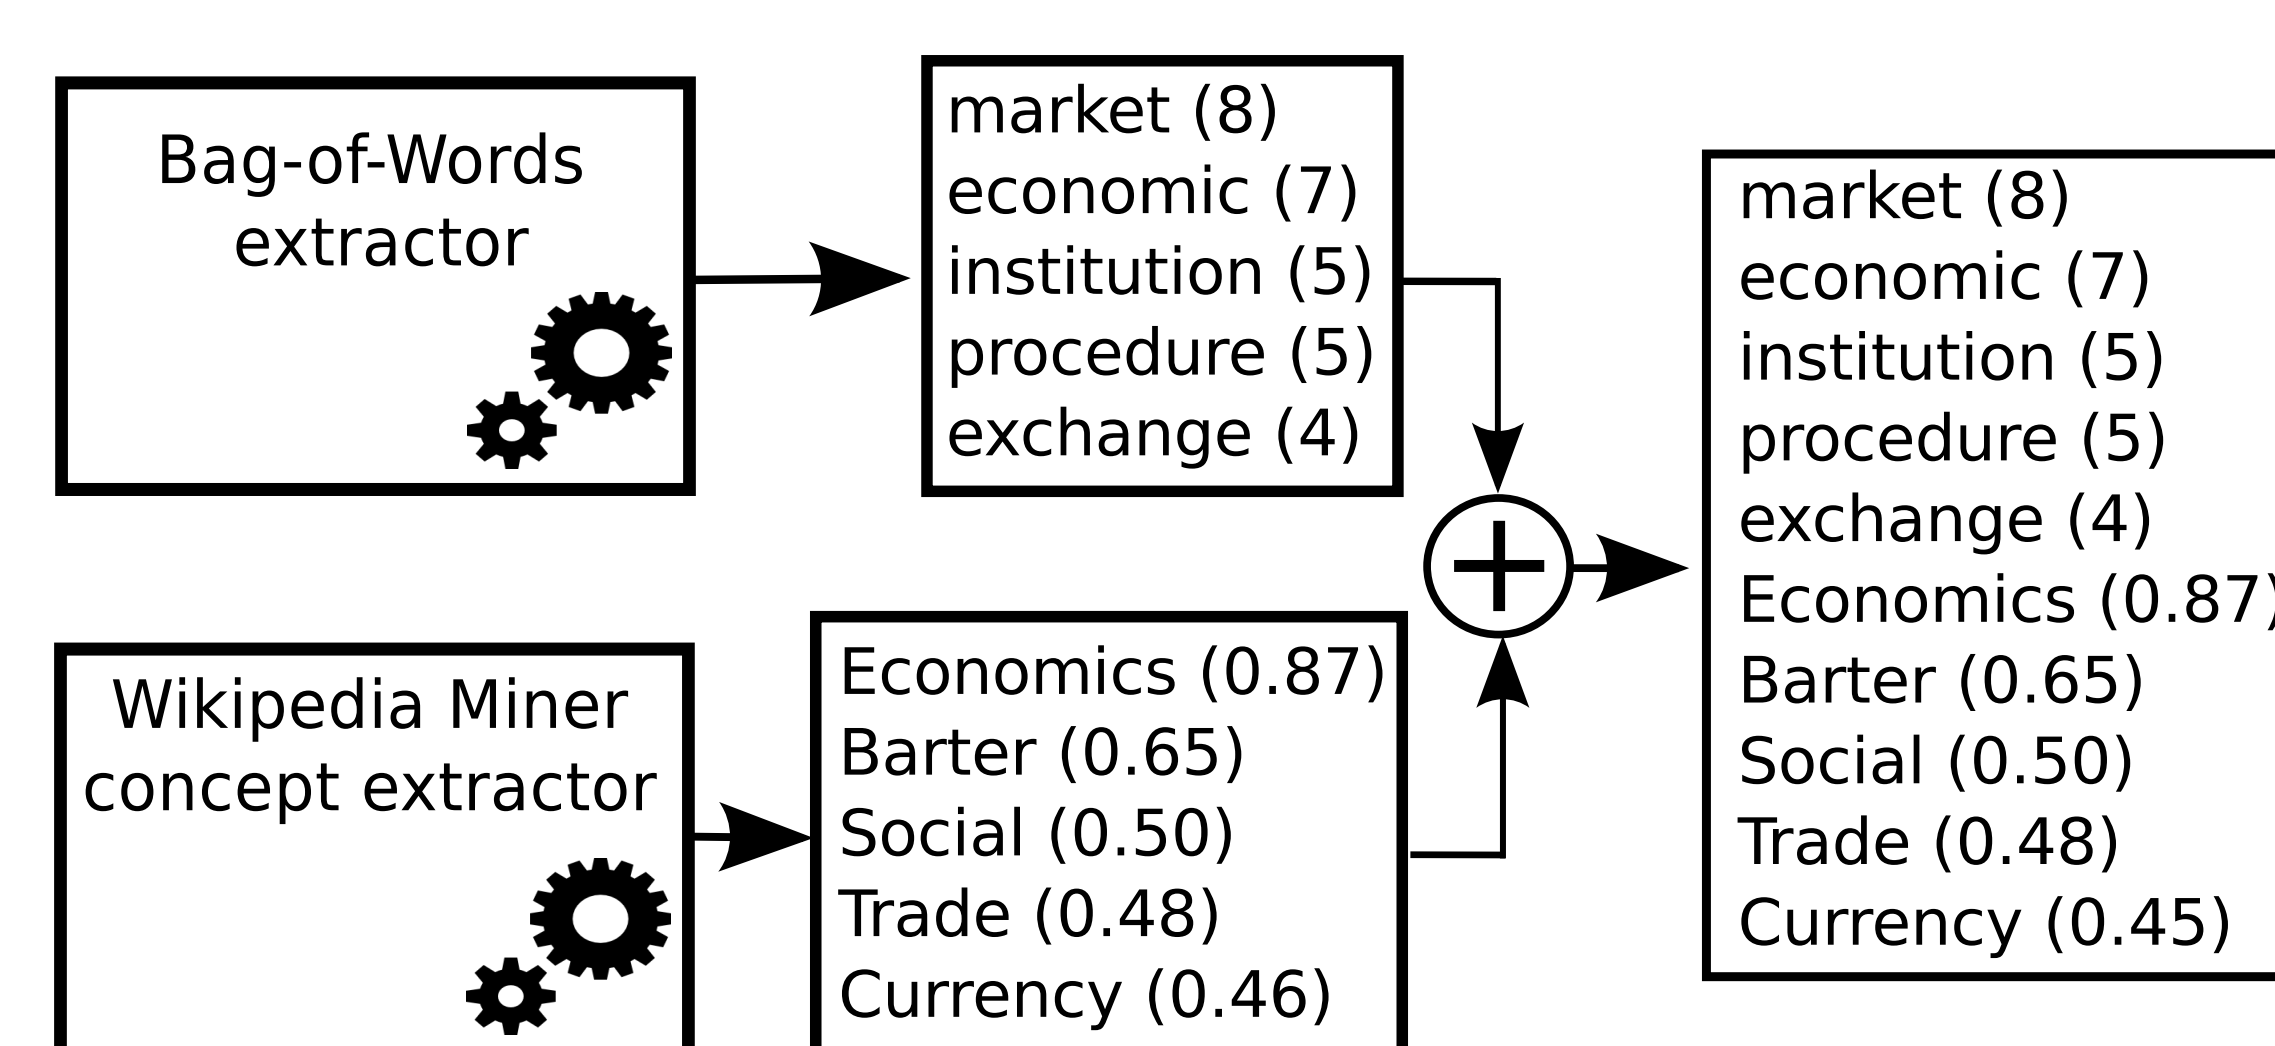 Bag-of-Words
extractor
market (8)
economic (7)
institution (5)
procedure (5)
exchange (4)
Wikipedia Miner
concept extractor
Economics (0.87)
Barter (0.65)
Social (0.50)
Trade (0.48)
Currency (0.46)
+
market (8)
economic (7)
institution (5)
procedure (5)
exchange (4)
Economics (0.87)
Barter (0.65)
Social (0.50)
Trade (0.48)
Currency (0.45)